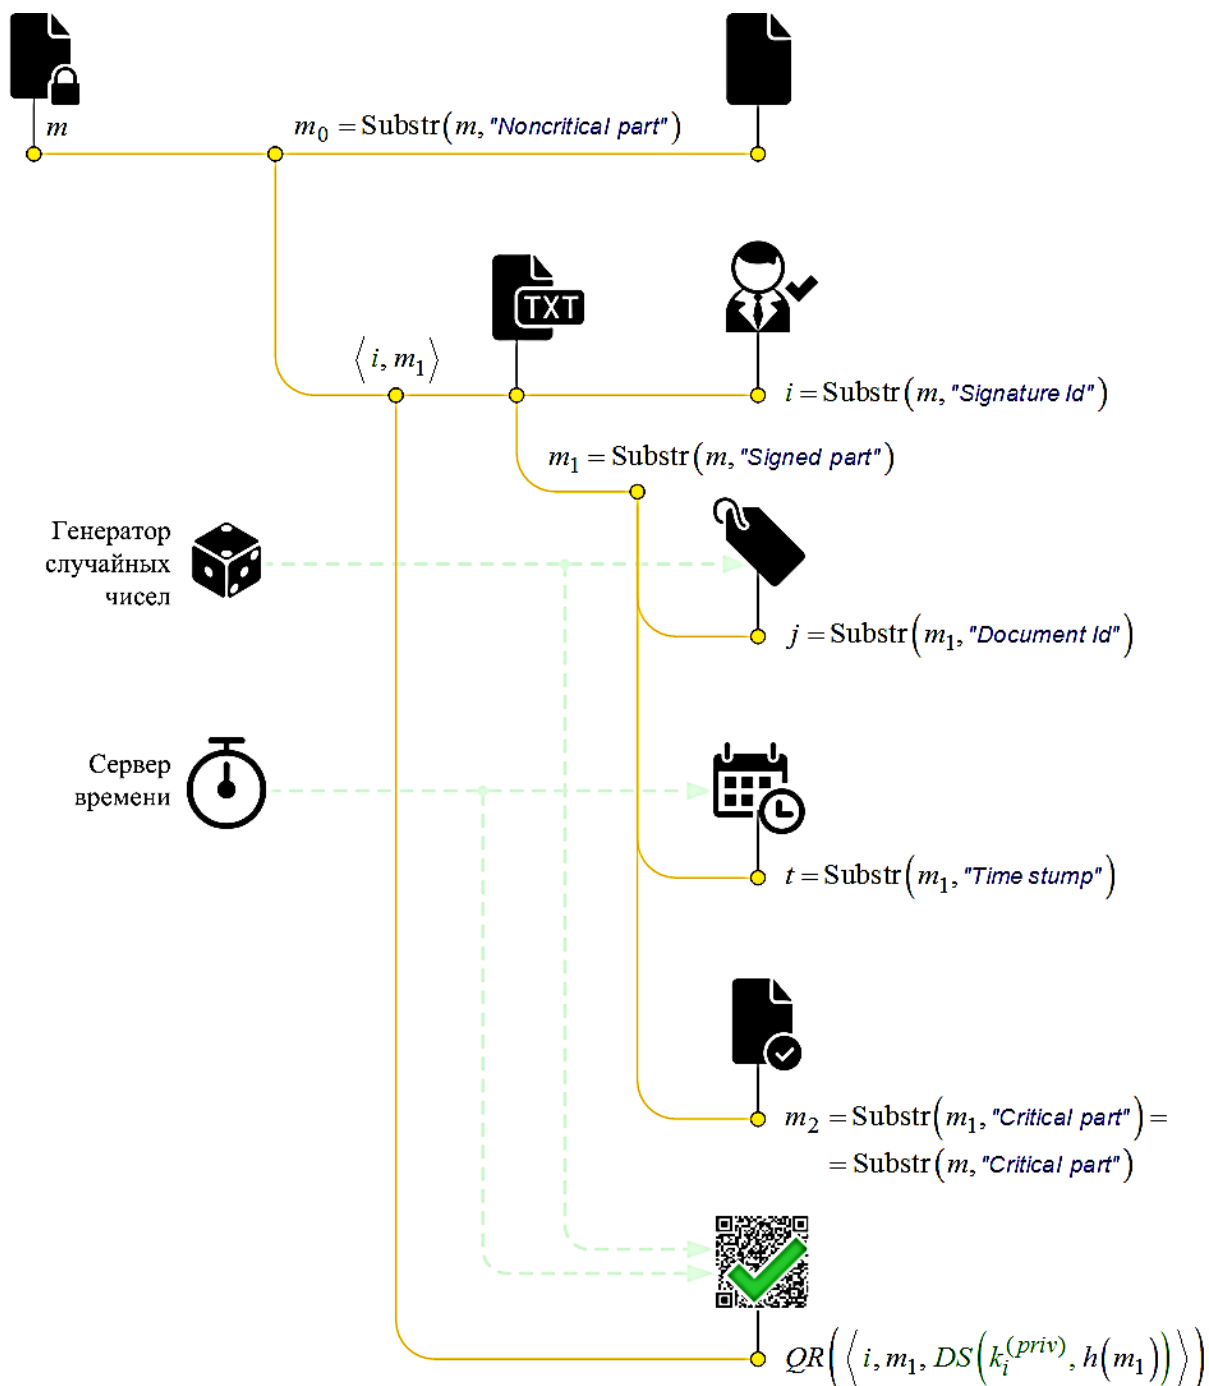 m
m₀ = Substr(m, "Noncritical part")
TXT
⟨i, m₁⟩
i = Substr(m, "Signature Id")
m₁ = Substr(m, "Signed part")
Генератор
случайных
чисел
j = Substr(m₁, "Document Id")
Сервер
времени
t = Substr(m₁, "Time stump")
m₂ = Substr(m₁, "Critical part") =
= Substr(m, "Critical part")
QR(⟨i, m₁, DS(kᵢ^(priv), h(m₁))⟩)